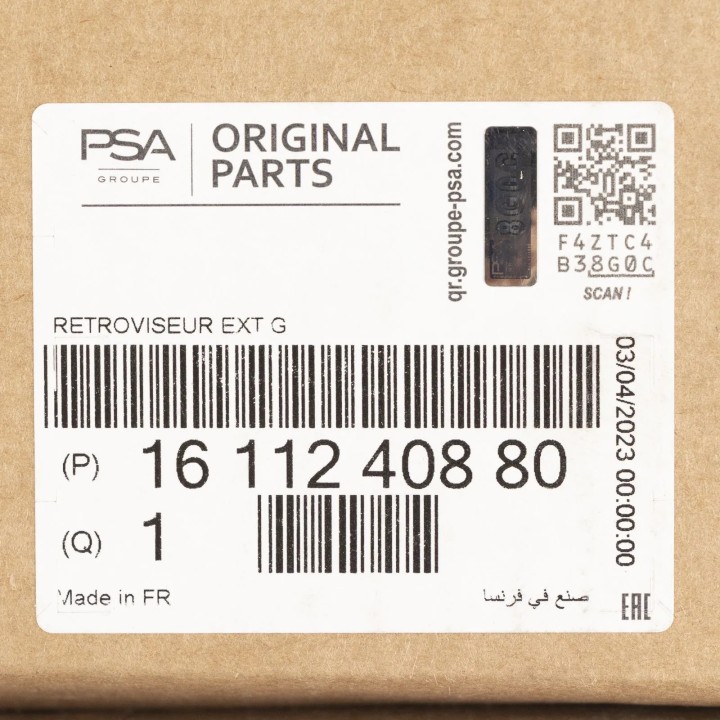 PSA
GROUPE
ORIGINAL
PARTS
qr.groupe-psa.com
F4ZTC4
B38G0C
SCAN !
RETROVISEUR EXT G
03/04/2023 00:00:00
(P) 16 112 408 80
(Q) 1
Made in FR
صنع في فرنسا
EAC